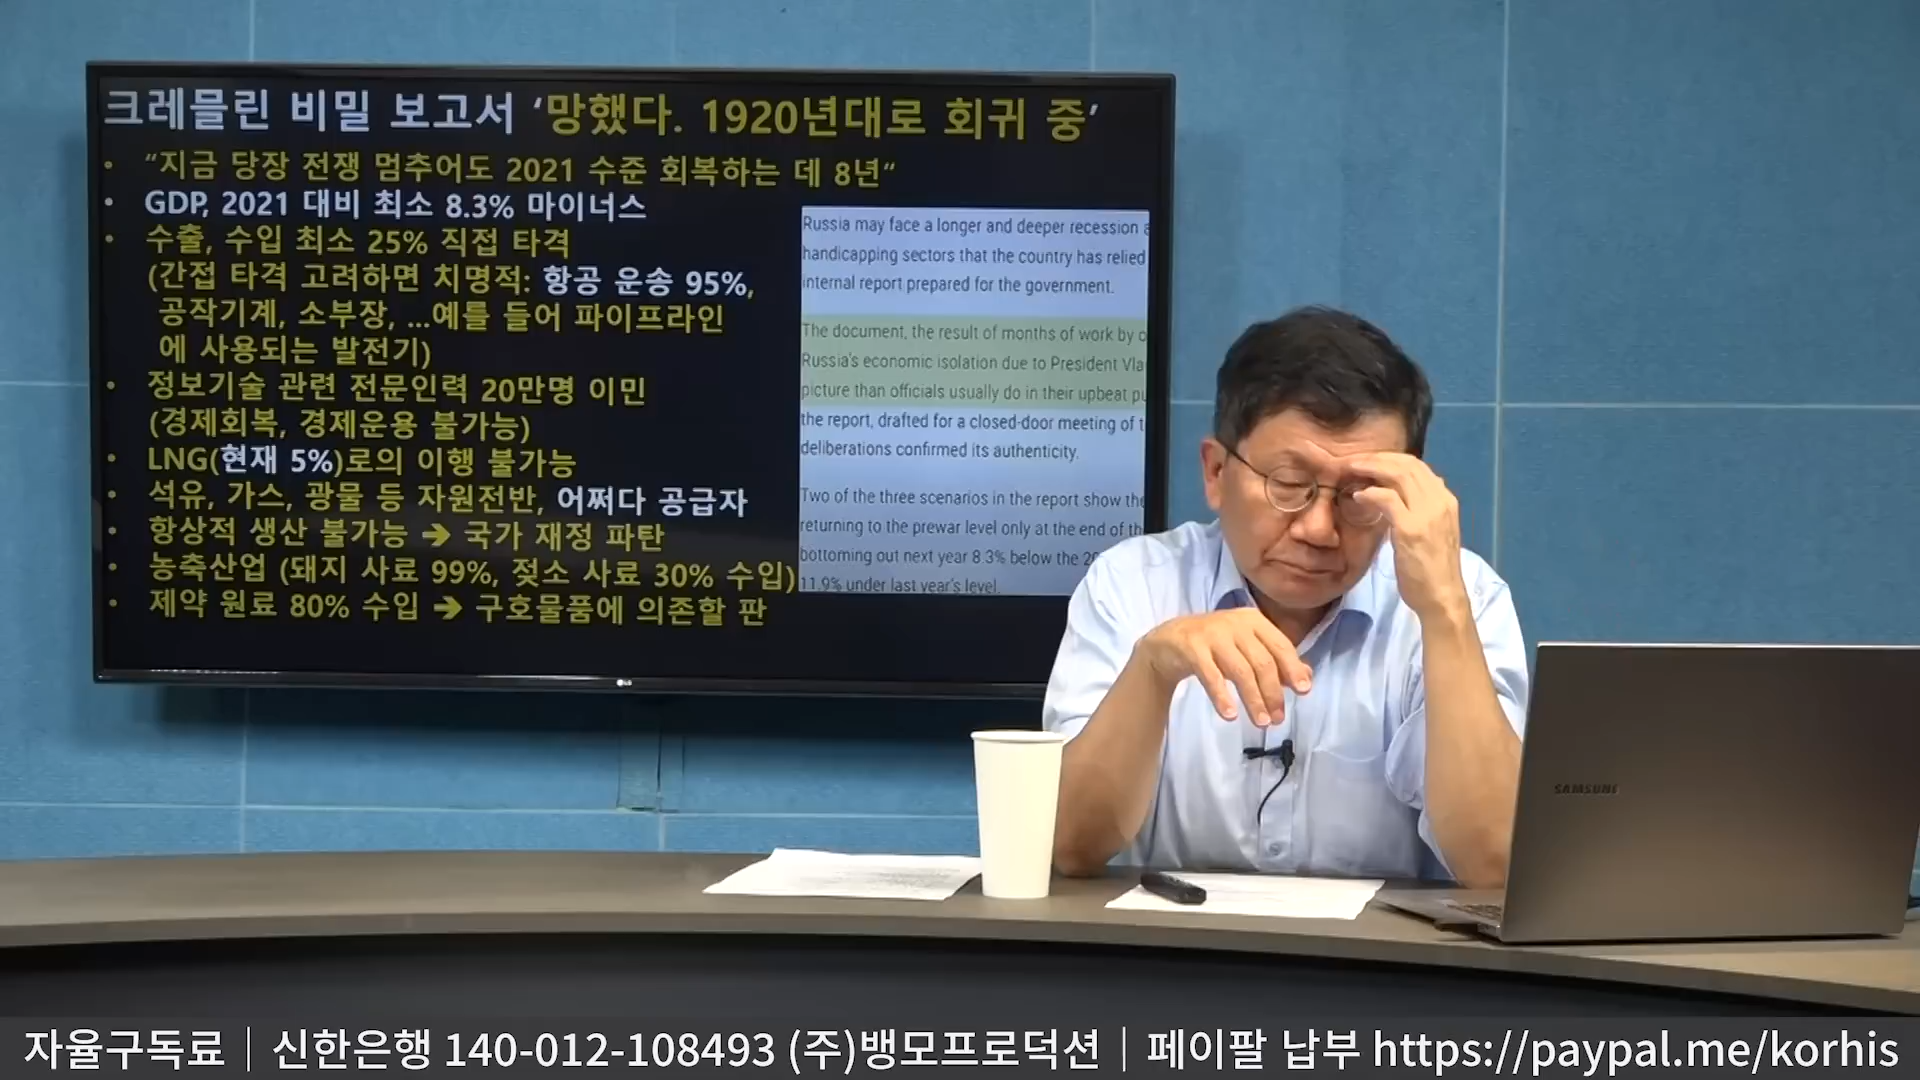 크레믈린 비밀 보고서 ‘망했다. 1920년대로 회귀 중’
• “지금 당장 전쟁 멈추어도 2021 수준 회복하는 데 8년“
• GDP, 2021 대비 최소 8.3% 마이너스
• 수출, 수입 최소 25% 직접 타격
(간접 타격 고려하면 치명적: 항공 운송 95%,
공작기계, 소부장, ...예를 들어 파이프라인
에 사용되는 발전기)
• 정보기술 관련 전문인력 20만명 이민
(경제회복, 경제운용 불가능)
• LNG(현재 5%)로의 이행 불가능
• 석유, 가스, 광물 등 자원전반, 어쩌다 공급자
• 항상적 생산 불가능 ➔ 국가 재정 파탄
• 농축산업 (돼지 사료 99%, 젖소 사료 30% 수입)
• 제약 원료 80% 수입 ➔ 구호물품에 의존할 판
Russia may face a longer and deeper recession
handicapping sectors that the country has relied
internal report prepared for the government.
The document, the result of months of work by
Russia's economic isolation due to President
picture than officials usually do in their upbeat
the report, drafted for a closed-door meeting of
deliberations confirmed its authenticity.
Two of the three scenarios in the report show
returning to the prewar level only at the end of
bottoming out next year 8.3% below the
11.9% under last year's level.
LG
SAMSUNG
자율구독료｜신한은행 140-012-108493 (주)뱅모프로덕션｜페이팔 납부 https://paypal.me/korhis